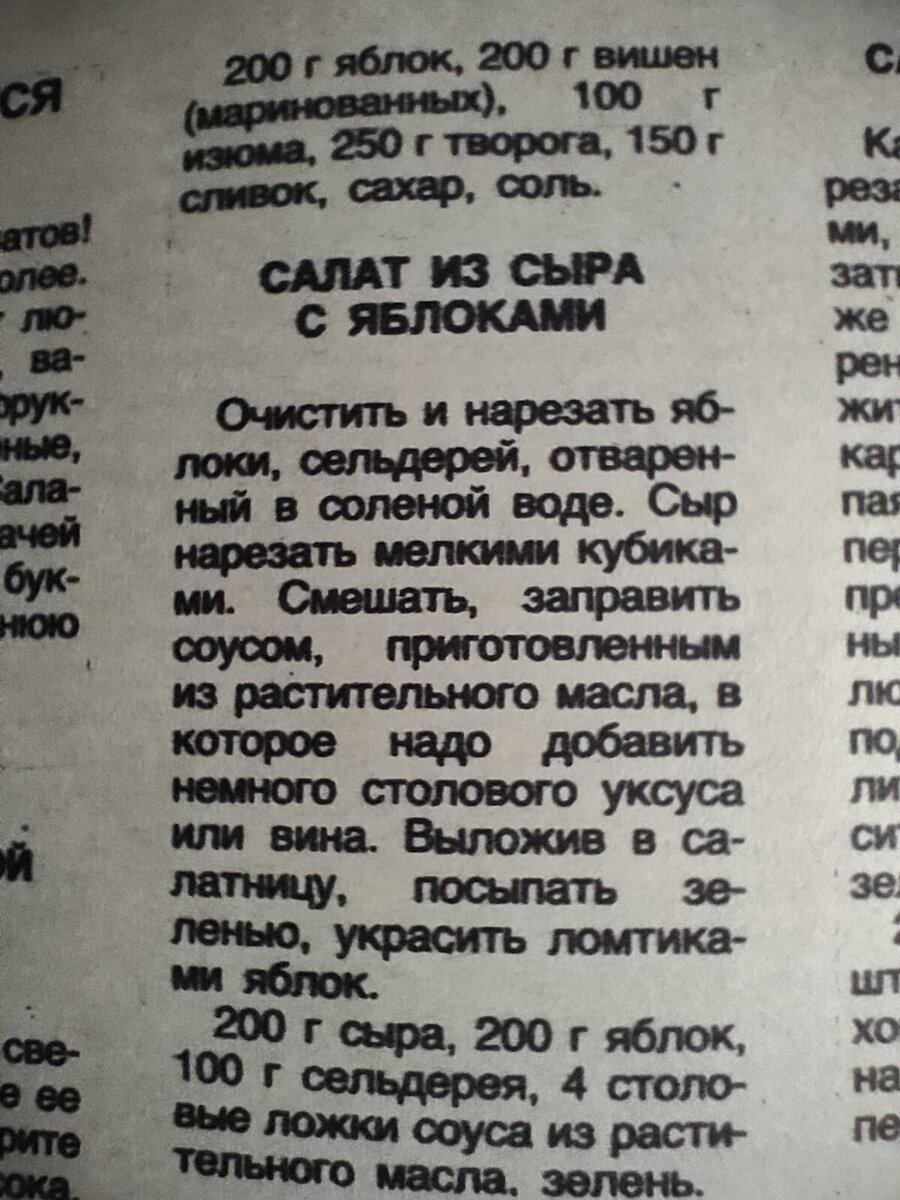 200 г яблок, 200 г вишен
(маринованных), 100 г
изюма, 250 г творога, 150 г
сливок, сахар, соль.
САЛАТ ИЗ СЫРА
С ЯБЛОКАМИ
Очистить и нарезать яб-
локи, сельдерей, отварен-
ный в соленой воде. Сыр
нарезать мелкими кубика-
ми. Смешать, заправить
соусом, приготовленным
из растительного масла, в
которое надо добавить
немного столового уксуса
или вина. Выложив в са-
латницу, посыпать зе-
ленью, украсить ломтика-
ми яблок.
200 г сыра, 200 г яблок,
100 г сельдерея, 4 столо-
вые ложки соуса из расти-
тельного масла, зелень.